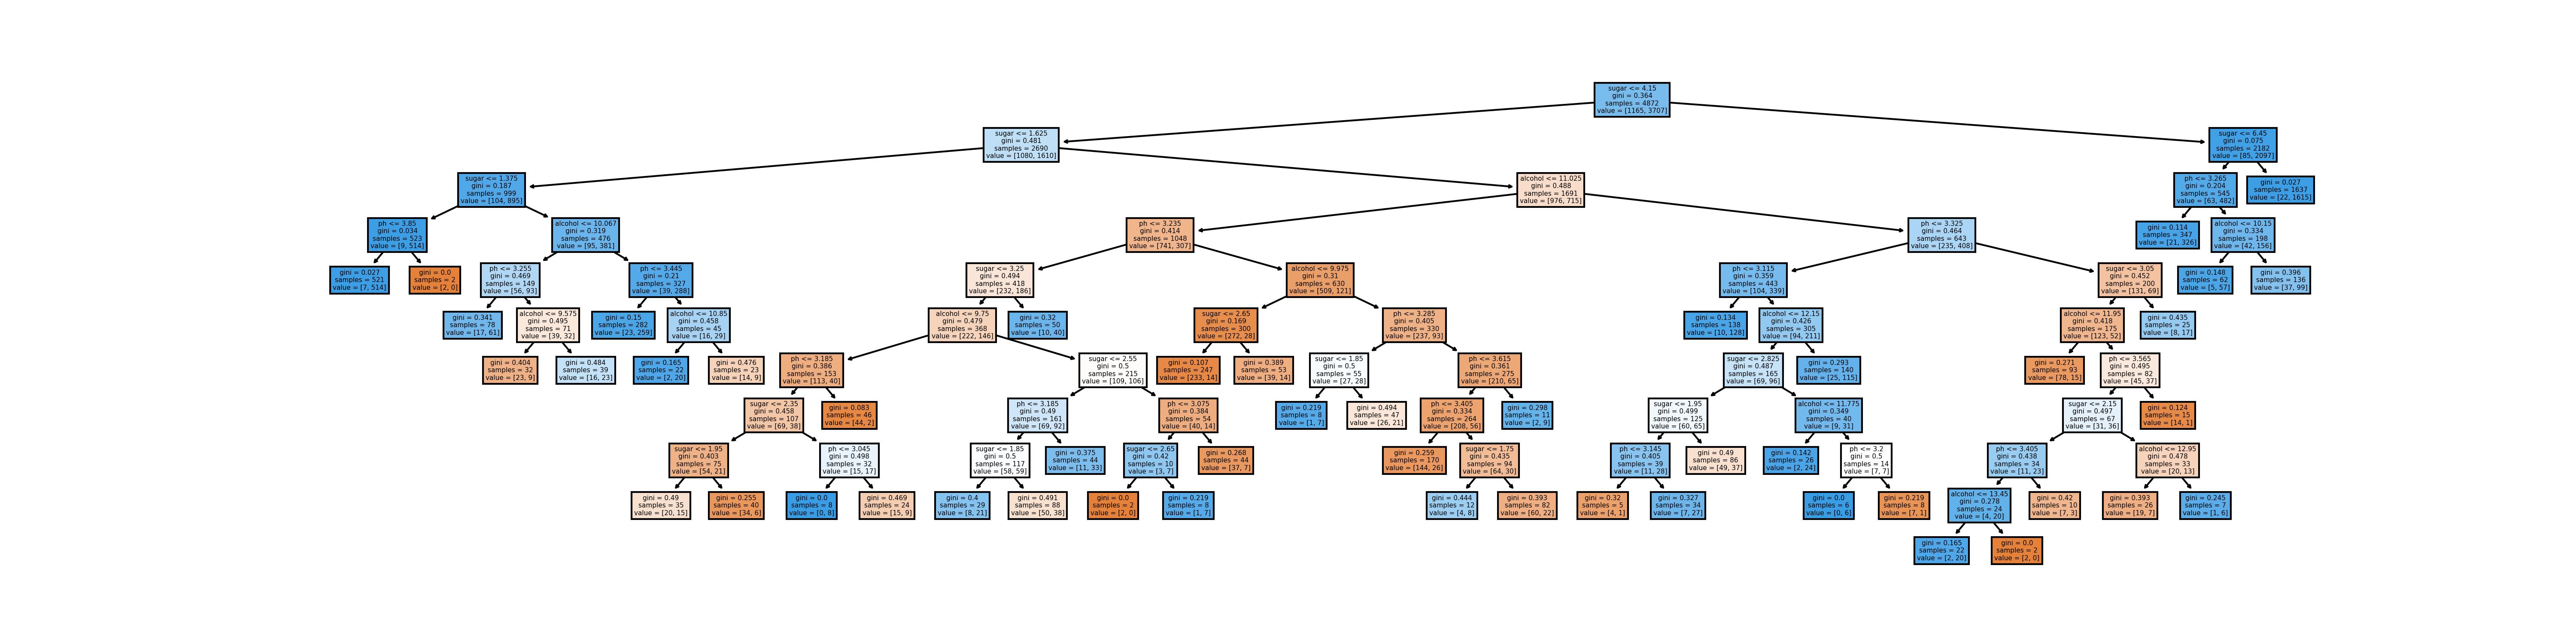 sugar <= 4.15
gini = 0.364
samples = 4872
value = [1165, 3707]
sugar <= 1.625
gini = 0.481
samples = 2690
value = [1080, 1610]
sugar <= 6.45
gini = 0.075
samples = 2182
value = [85, 2097]
sugar <= 1.375
gini = 0.187
samples = 999
value = [104, 895]
alcohol <= 11.025
gini = 0.488
samples = 1691
value = [976, 715]
ph <= 3.265
gini = 0.204
samples = 545
value = [63, 482]
gini = 0.027
samples = 1637
value = [22, 1615]
ph <= 3.85
gini = 0.034
samples = 523
value = [9, 514]
alcohol <= 10.067
gini = 0.319
samples = 476
value = [95, 381]
ph <= 3.235
gini = 0.414
samples = 1048
value = [741, 307]
ph <= 3.325
gini = 0.464
samples = 643
value = [235, 408]
gini = 0.114
samples = 347
value = [21, 326]
alcohol <= 10.15
gini = 0.334
samples = 198
value = [42, 156]
gini = 0.027
samples = 521
value = [7, 514]
gini = 0.0
samples = 2
value = [2, 0]
ph <= 3.255
gini = 0.469
samples = 149
value = [56, 93]
ph <= 3.445
gini = 0.21
samples = 327
value = [39, 288]
sugar <= 3.25
gini = 0.494
samples = 418
value = [232, 186]
alcohol <= 9.975
gini = 0.31
samples = 630
value = [509, 121]
ph <= 3.115
gini = 0.359
samples = 443
value = [104, 339]
sugar <= 3.05
gini = 0.452
samples = 200
value = [131, 69]
gini = 0.148
samples = 62
value = [5, 57]
gini = 0.396
samples = 136
value = [37, 99]
gini = 0.341
samples = 78
value = [17, 61]
alcohol <= 9.575
gini = 0.495
samples = 71
value = [39, 32]
gini = 0.15
samples = 282
value = [23, 259]
alcohol <= 10.85
gini = 0.458
samples = 45
value = [16, 29]
alcohol <= 9.75
gini = 0.479
samples = 368
value = [222, 146]
gini = 0.32
samples = 50
value = [10, 40]
sugar <= 2.65
gini = 0.169
samples = 300
value = [272, 28]
ph <= 3.285
gini = 0.405
samples = 330
value = [237, 93]
gini = 0.134
samples = 138
value = [10, 128]
alcohol <= 12.15
gini = 0.426
samples = 305
value = [94, 211]
alcohol <= 11.95
gini = 0.418
samples = 175
value = [123, 52]
gini = 0.435
samples = 25
value = [8, 17]
gini = 0.404
samples = 32
value = [23, 9]
gini = 0.484
samples = 39
value = [16, 23]
gini = 0.165
samples = 22
value = [2, 20]
gini = 0.476
samples = 23
value = [14, 9]
ph <= 3.185
gini = 0.386
samples = 153
value = [113, 40]
sugar <= 2.55
gini = 0.5
samples = 215
value = [109, 106]
gini = 0.107
samples = 247
value = [233, 14]
gini = 0.389
samples = 53
value = [39, 14]
sugar <= 1.85
gini = 0.5
samples = 55
value = [27, 28]
ph <= 3.615
gini = 0.361
samples = 275
value = [210, 65]
sugar <= 2.825
gini = 0.487
samples = 165
value = [69, 96]
gini = 0.293
samples = 140
value = [25, 115]
gini = 0.271
samples = 93
value = [78, 15]
ph <= 3.565
gini = 0.495
samples = 82
value = [45, 37]
sugar <= 2.35
gini = 0.458
samples = 107
value = [69, 38]
gini = 0.083
samples = 46
value = [44, 2]
ph <= 3.185
gini = 0.49
samples = 161
value = [69, 92]
ph <= 3.075
gini = 0.384
samples = 54
value = [40, 14]
gini = 0.219
samples = 8
value = [1, 7]
gini = 0.494
samples = 47
value = [26, 21]
ph <= 3.405
gini = 0.334
samples = 264
value = [208, 56]
gini = 0.298
samples = 11
value = [2, 9]
sugar <= 1.95
gini = 0.499
samples = 125
value = [60, 65]
alcohol <= 11.775
gini = 0.349
samples = 40
value = [9, 31]
sugar <= 2.15
gini = 0.497
samples = 67
value = [31, 36]
gini = 0.124
samples = 15
value = [14, 1]
sugar <= 1.95
gini = 0.403
samples = 75
value = [54, 21]
ph <= 3.045
gini = 0.498
samples = 32
value = [15, 17]
sugar <= 1.85
gini = 0.5
samples = 117
value = [58, 59]
gini = 0.375
samples = 44
value = [11, 33]
sugar <= 2.65
gini = 0.42
samples = 10
value = [3, 7]
gini = 0.268
samples = 44
value = [37, 7]
gini = 0.259
samples = 170
value = [144, 26]
sugar <= 1.75
gini = 0.435
samples = 94
value = [64, 30]
ph <= 3.145
gini = 0.405
samples = 39
value = [11, 28]
gini = 0.49
samples = 86
value = [49, 37]
gini = 0.142
samples = 26
value = [2, 24]
ph <= 3.2
gini = 0.5
samples = 14
value = [7, 7]
ph <= 3.405
gini = 0.438
samples = 34
value = [11, 23]
alcohol <= 12.95
gini = 0.478
samples = 33
value = [20, 13]
gini = 0.49
samples = 35
value = [20, 15]
gini = 0.255
samples = 40
value = [34, 6]
gini = 0.0
samples = 8
value = [0, 8]
gini = 0.469
samples = 24
value = [15, 9]
gini = 0.4
samples = 29
value = [8, 21]
gini = 0.491
samples = 88
value = [50, 38]
gini = 0.0
samples = 2
value = [2, 0]
gini = 0.219
samples = 8
value = [1, 7]
gini = 0.444
samples = 12
value = [4, 8]
gini = 0.393
samples = 82
value = [60, 22]
gini = 0.32
samples = 5
value = [4, 1]
gini = 0.327
samples = 34
value = [7, 27]
gini = 0.0
samples = 6
value = [0, 6]
gini = 0.219
samples = 8
value = [7, 1]
alcohol <= 13.45
gini = 0.278
samples = 24
value = [4, 20]
gini = 0.42
samples = 10
value = [7, 3]
gini = 0.393
samples = 26
value = [19, 7]
gini = 0.245
samples = 7
value = [1, 6]
gini = 0.165
samples = 22
value = [2, 20]
gini = 0.0
samples = 2
value = [2, 0]